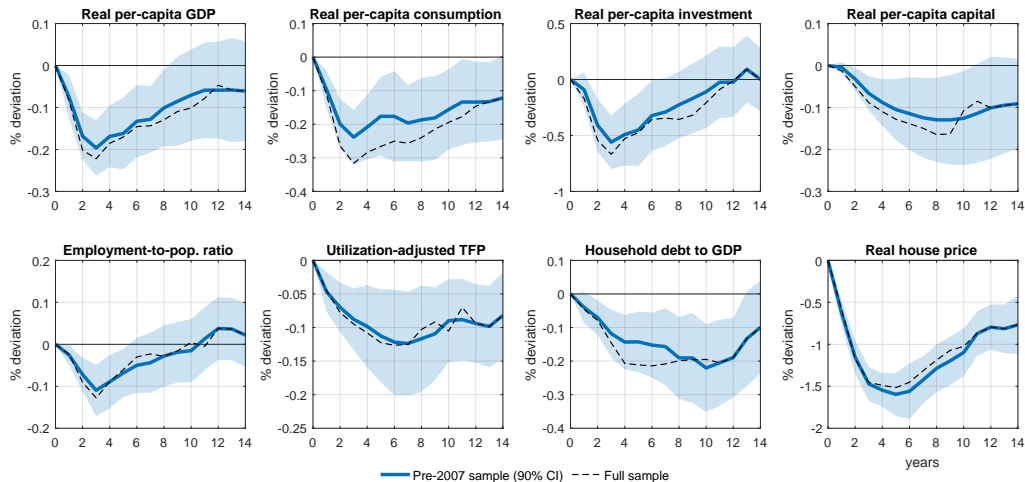 Real per-capita GDP
% deviation
0
-0.1
-0.2
-0.3
0 2 4 6 8 10 12 14
Real per-capita consumption
% deviation
0
-0.1
-0.2
-0.3
-0.4
0 2 4 6 8 10 12 14
Real per-capita investment
% deviation
0.5
0
-0.5
-1
0 2 4 6 8 10 12 14
Real per-capita capital
% deviation
0.1
0
-0.1
-0.2
-0.3
0 2 4 6 8 10 12 14
Employment-to-pop. ratio
% deviation
0.2
0.1
0
-0.1
-0.2
0 2 4 6 8 10 12 14
Utilization-adjusted TFP
% deviation
0
-0.05
-0.1
-0.15
-0.2
-0.25
0 2 4 6 8 10 12 14
Household debt to GDP
% deviation
0.1
0
-0.1
-0.2
-0.3
-0.4
0 2 4 6 8 10 12 14
Real house price
% deviation
0
-0.5
-1
-1.5
-2
0 2 4 6 8 10 12 14
years
Pre-2007 sample (90% CI)
Full sample